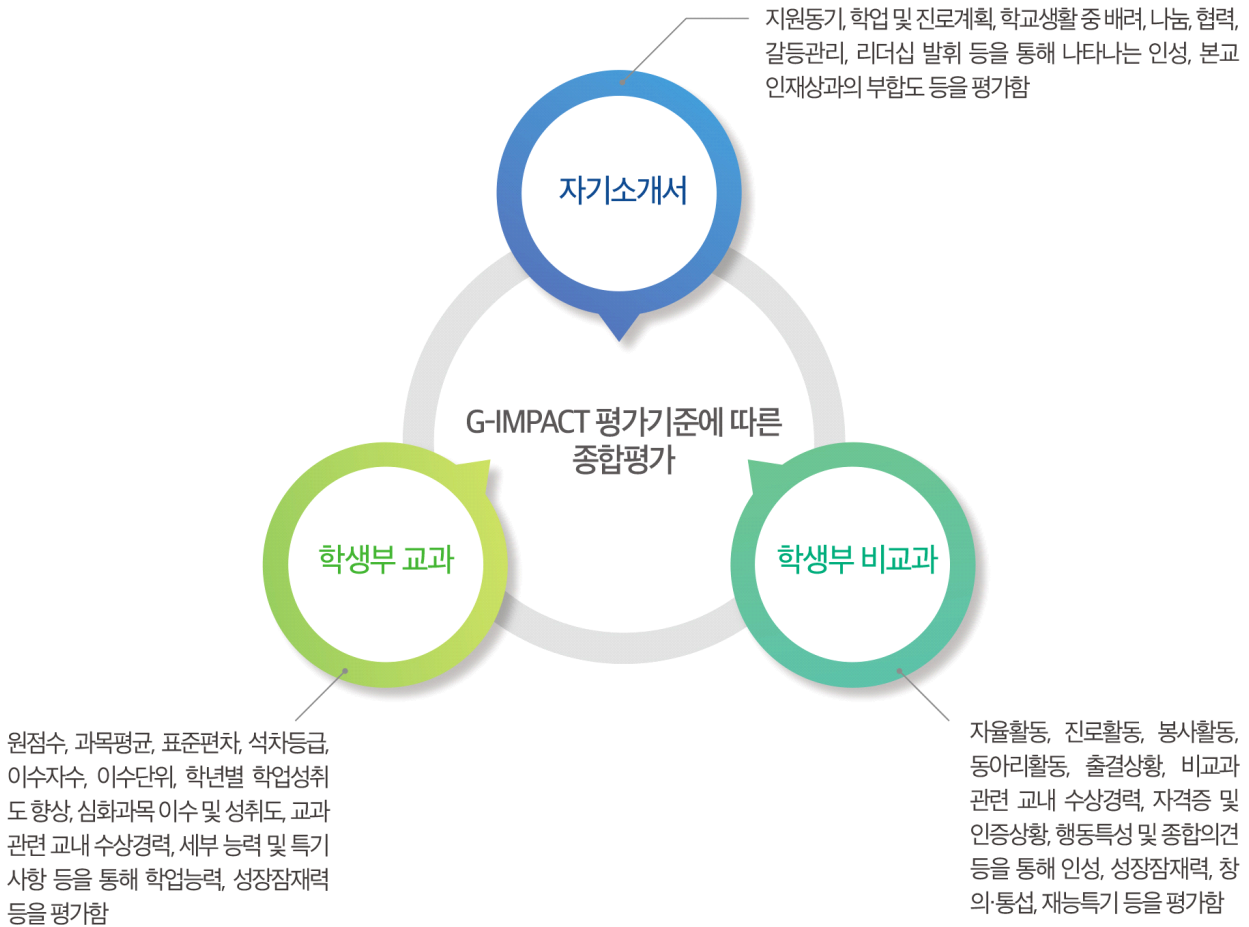 지원동기, 학업 및 진로계획, 학교생활 중 배려, 나눔, 협력,
갈등관리, 리더십 발휘 등을 통해 나타나는 인성, 본교
인재상과의 부합도 등을 평가함
자기소개서
G-IMPACT 평가기준에 따른
종합평가
학생부 교과
학생부 비교과
원점수, 과목평균, 표준편차, 석차등급,
이수자수, 이수단위, 학년별 학업성취
도 향상, 심화과목 이수 및 성취도, 교과
관련 교내 수상경력, 세부 능력 및 특기
사항 등을 통해 학업능력, 성장잠재력
등을 평가함
자율활동, 진로활동, 봉사활동,
동아리활동, 출결상황, 비교과
관련 교내 수상경력, 자격증 및
인증상황, 행동특성 및 종합의견
등을 통해 인성, 성장잠재력, 창
의·통섭, 재능특기 등을 평가함